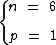 n = 6
p = 1